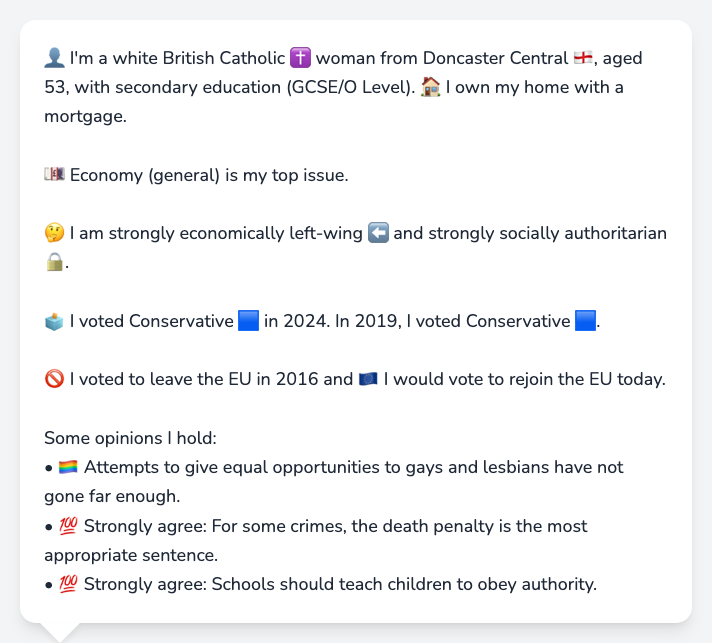 👤 I'm a white British Catholic ✝️ woman from Doncaster Central 🏴󠁧󠁢󠁥󠁮󠁧󠁿, aged
53, with secondary education (GCSE/O Level). 🏠 I own my home with a
mortgage.
💷 Economy (general) is my top issue.
🤔 I am strongly economically left-wing ⬅️ and strongly socially authoritarian
🔒.
🗳️ I voted Conservative 🟦 in 2024. In 2019, I voted Conservative 🟦.
🚫 I voted to leave the EU in 2016 and 🇪🇺 I would vote to rejoin the EU today.
Some opinions I hold:
• 🏳️‍🌈 Attempts to give equal opportunities to gays and lesbians have not
gone far enough.
• 💯 Strongly agree: For some crimes, the death penalty is the most
appropriate sentence.
• 💯 Strongly agree: Schools should teach children to obey authority.